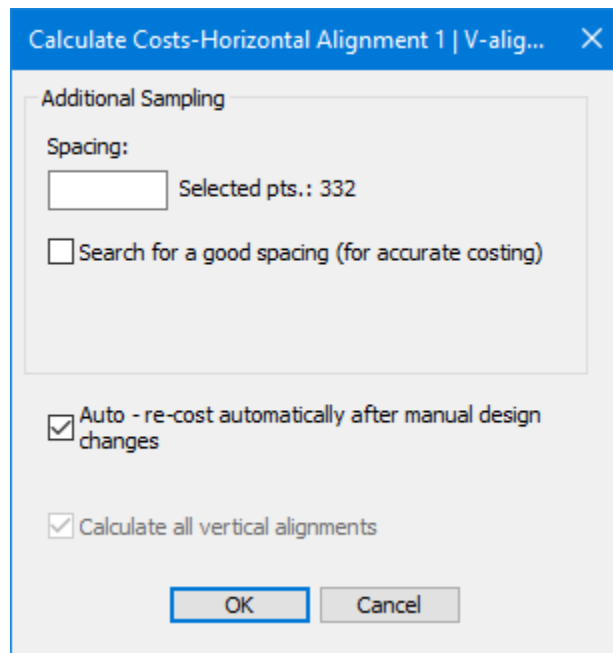 Calculate Costs-Horizontal Alignment 1 | V-alig...
Additional Sampling
Spacing:
Selected pts.: 332
Search for a good spacing (for accurate costing)
Auto - re-cost automatically after manual design
changes
Calculate all vertical alignments
OK Cancel